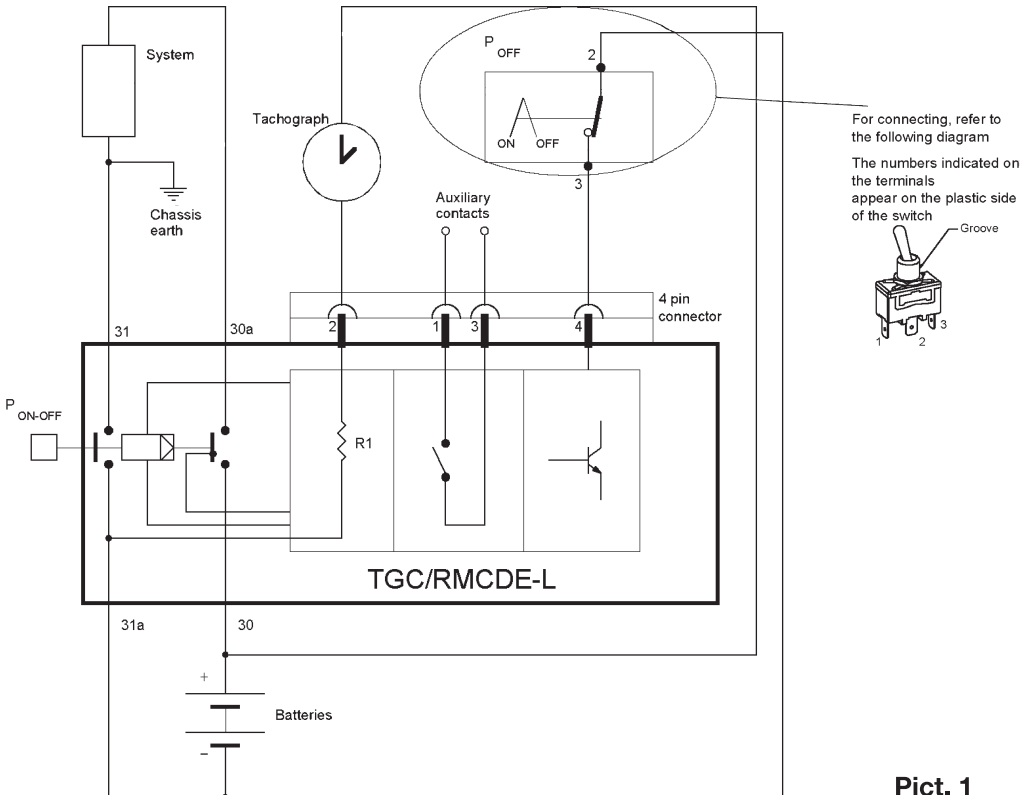 System
P OFF
2
Tachograph
ON OFF
For connecting, refer to
the following diagram
The numbers indicated on
the terminals
appear on the plastic side
of the switch
Groove
3
Auxiliary
contacts
Chassis
earth
1 2 3
4 pin
connector
31 30a
2 1 3 4
P ON-OFF
R1
TGC/RMCDE-L
31a 30
+
Batteries
–
Pict. 1